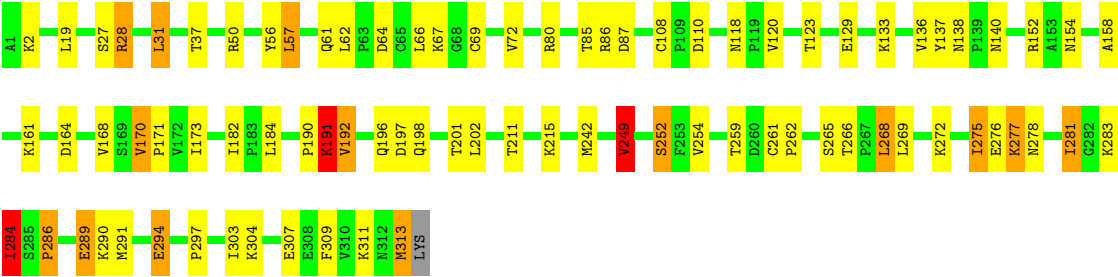 A1 K2 L19 S27 R28 L31 T37 R50 Y56 L57 Q61 L62 P63 D64 C65 L66 K67 G68 C69 V72 R80 T85 R86 D87 C108 P109 D110 N118 P119 V120 T123 E129 K133 V136 Y137 N138 P139 N140 R152 A153 N154 A158
K161 D164 V168 S169 V170 P171 V172 I173 I182 P183 L184 P190 K191 V192 Q196 D197 Q198 T201 L202 T211 K215 M242 V249 S252 F253 V254 T259 D260 C261 P262 S265 T266 P267 L268 L269 K272 I275 E276 K277 N278 I281 G282 K283
I284 S285 P286 E289 K290 M291 E294 P297 I303 K304 E307 E308 F309 V310 K311 N312 M313 LYS